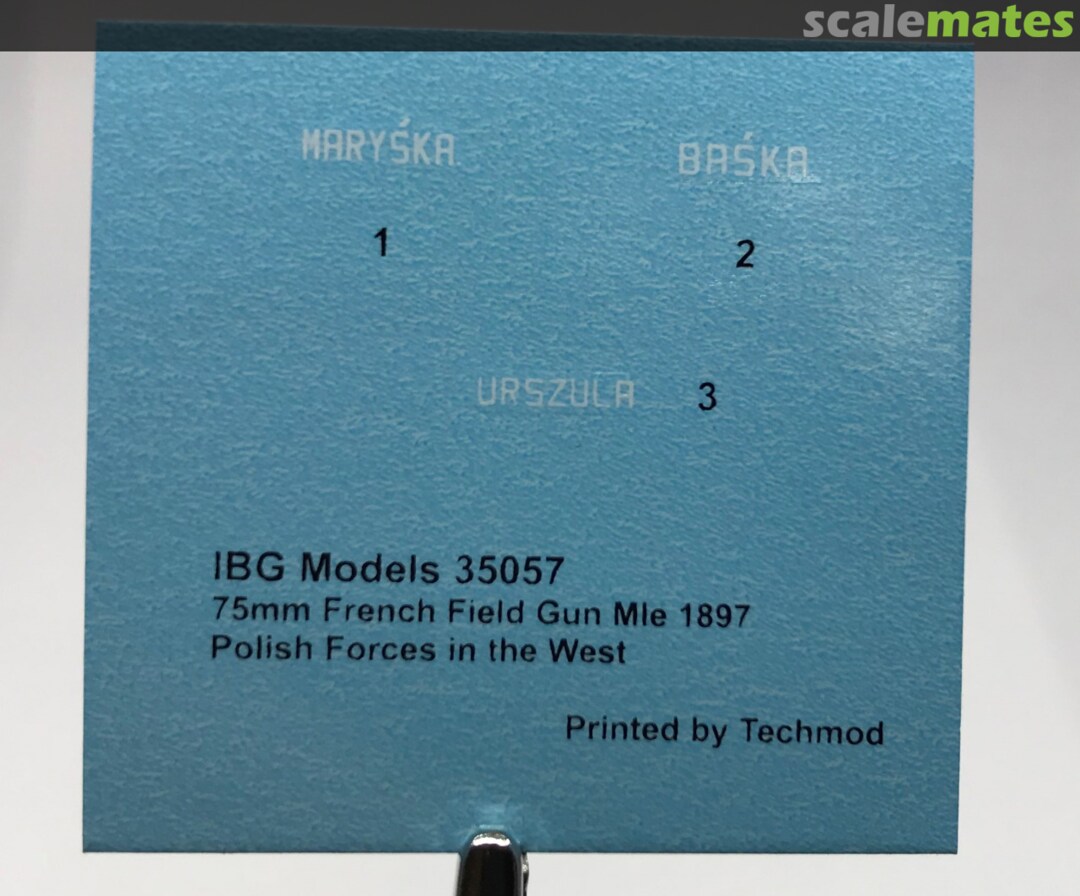 scalemates
MARYŚKA
BAŚKA
1
2
URSZULA
3
IBG Models 35057
75mm French Field Gun Mle 1897
Polish Forces in the West
Printed by Techmod